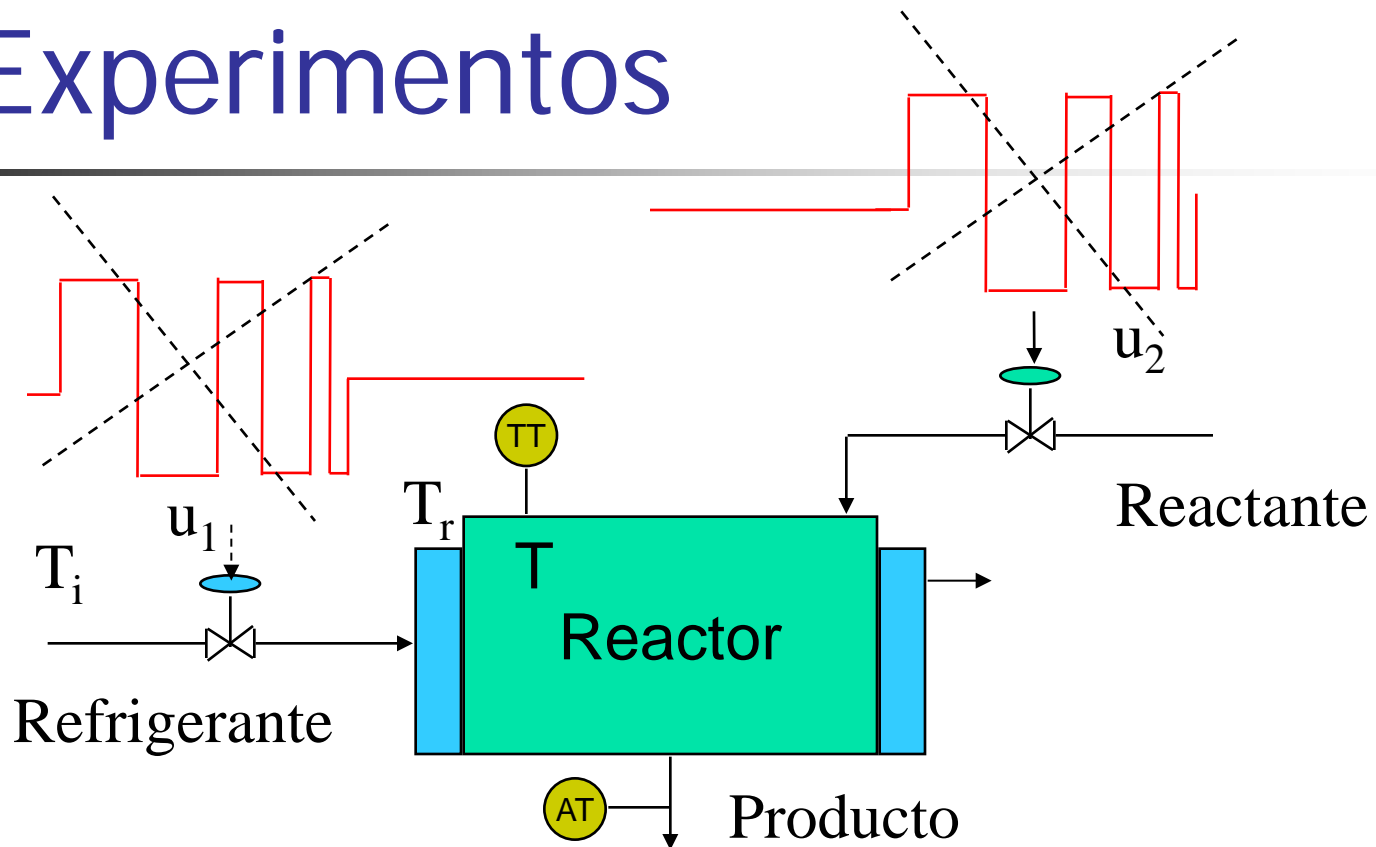 Experimentos
u2
TT
Tr
Reactante
u1
Ti
T
Reactor
Refrigerante
AT
Producto